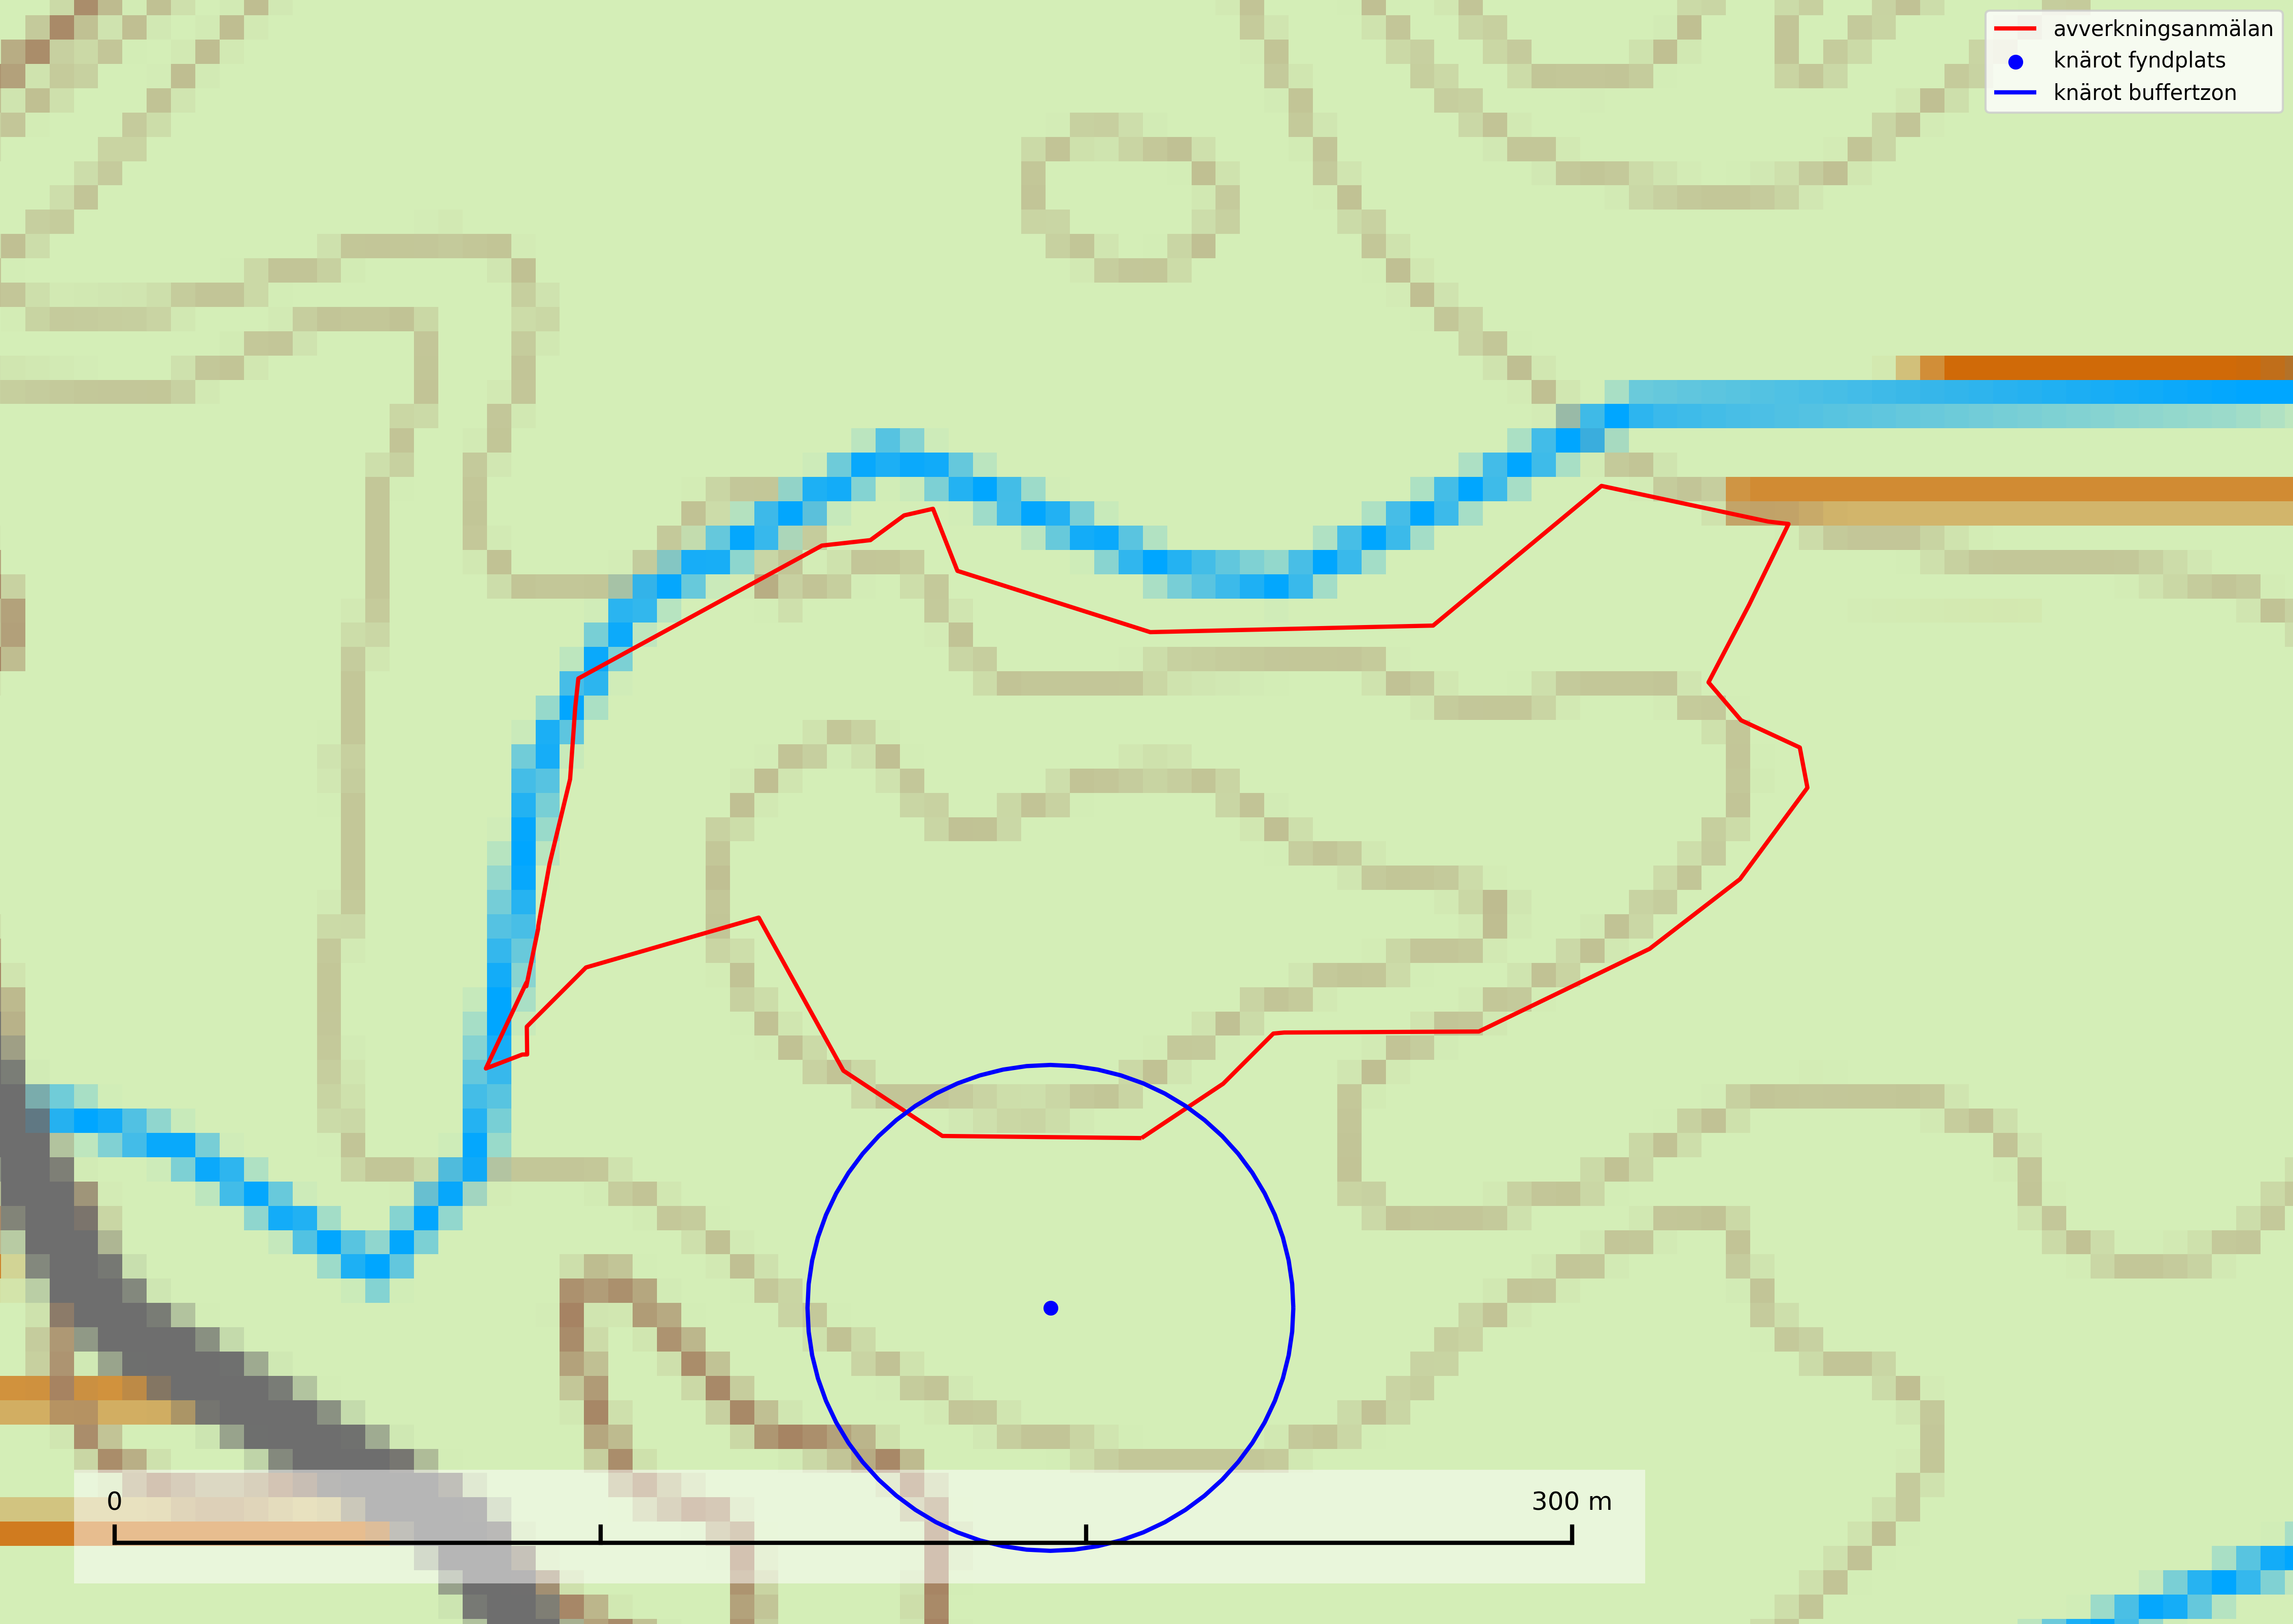 avverkningsanmälan
knärot fyndplats
knärot buffertzon
0 300 m